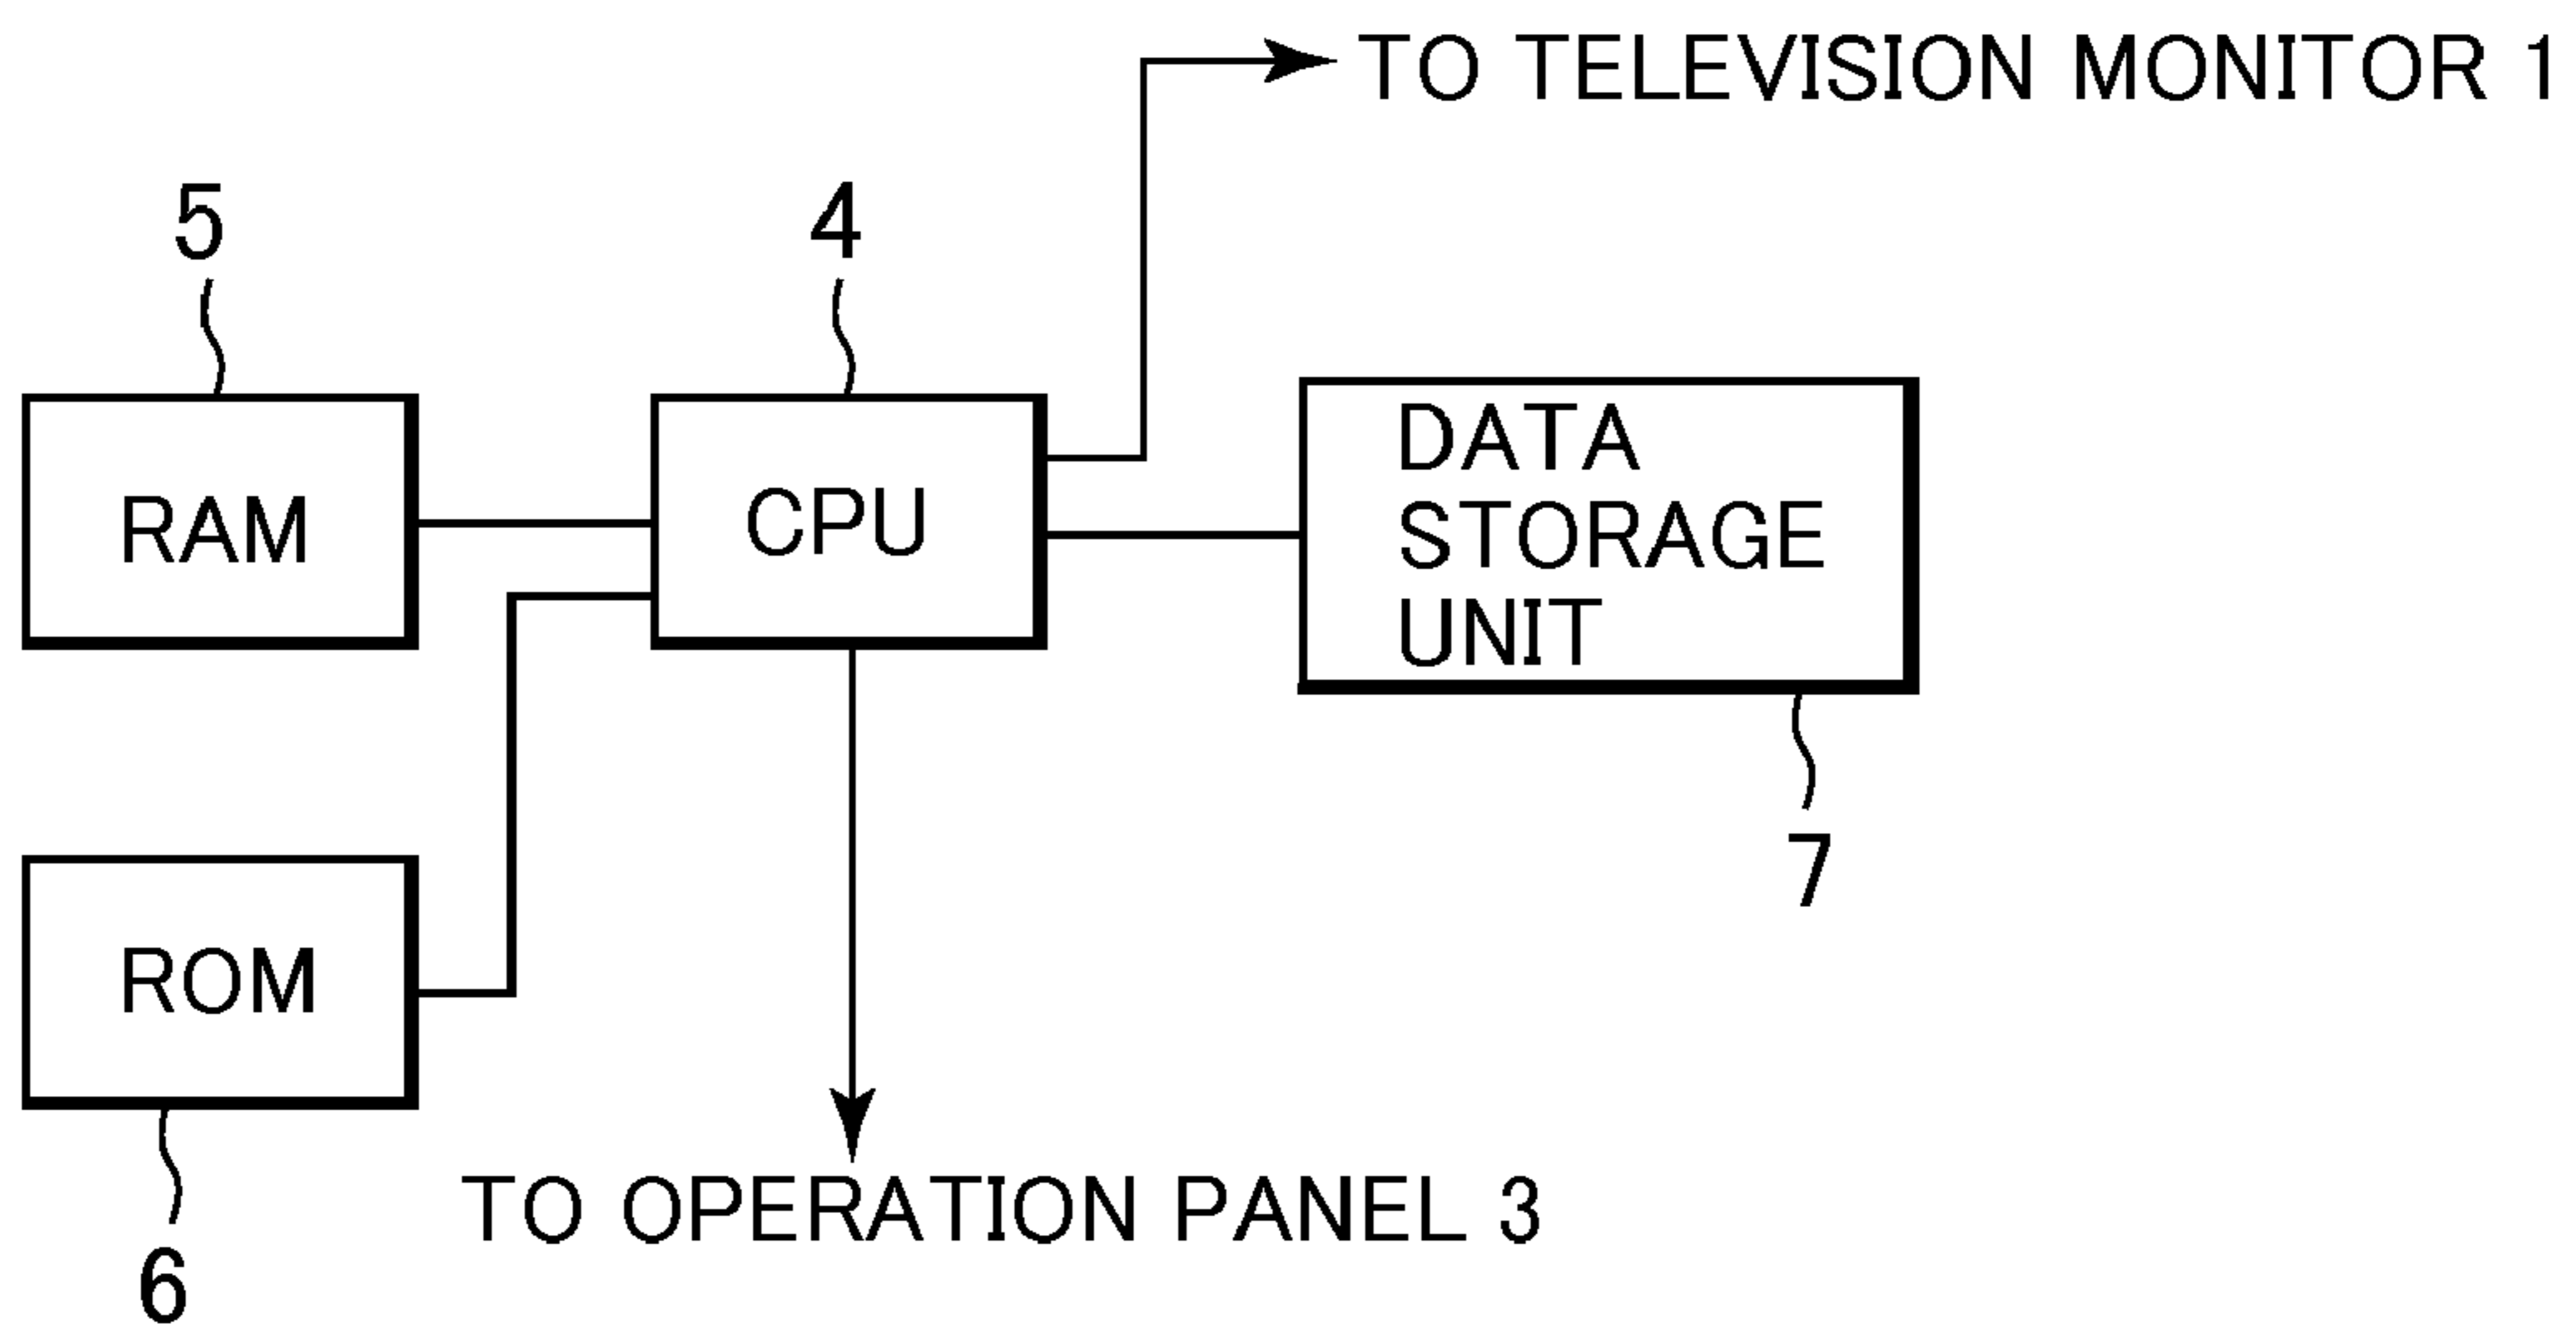 TO TELEVISION MONITOR 1
5
4
RAM
CPU
DATA
STORAGE
UNIT
7
ROM
TO OPERATION PANEL 3
6